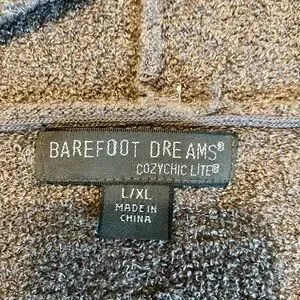 BAREFOOT DREAMS®
COZYCHIC LITE®
L/XL
MADE IN
CHINA